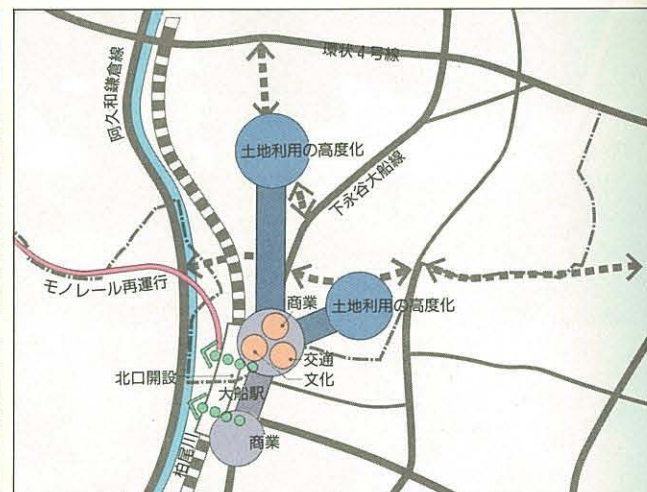 環状4号線
阿久和鎌倉線
土地利用の高度化
下永谷大船線
モノレール再運行
商業
土地利用の高度化
交通
北口開設
文化
大船駅
商業
柏尾川